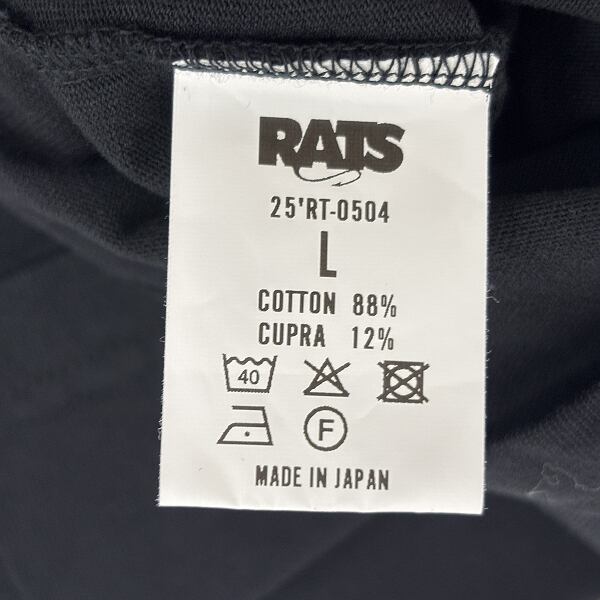 RATS
25'RT-0504
L
COTTON 88%
CUPRA 12%
40
F
MADE IN JAPAN